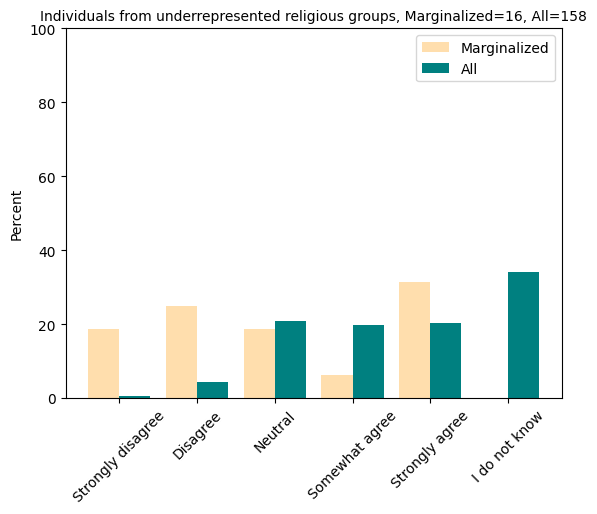 Individuals from underrepresented religious groups, Marginalized=16, All=158
Marginalized
All
Percent
100
80
60
40
20
0
Strongly disagree
Disagree
Neutral
Somewhat agree
Strongly agree
I do not know